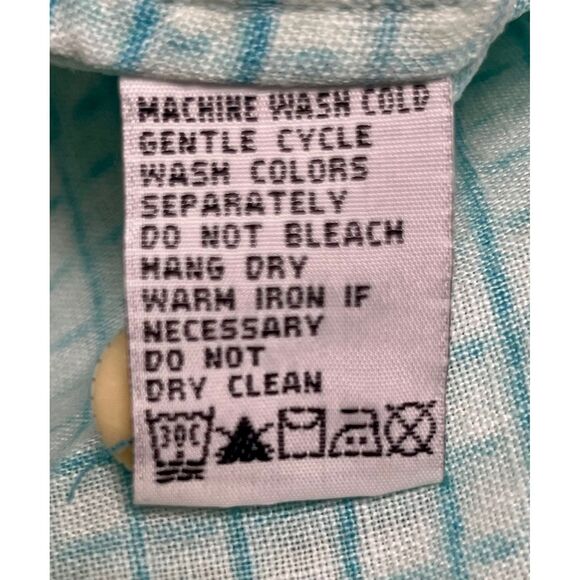 MACHINE WASH COLD
GENTLE CYCLE
WASH COLORS
SEPARATELY
DO NOT BLEACH
HANG DRY
WARM IRON IF
NECESSARY
DO NOT
DRY CLEAN
30C